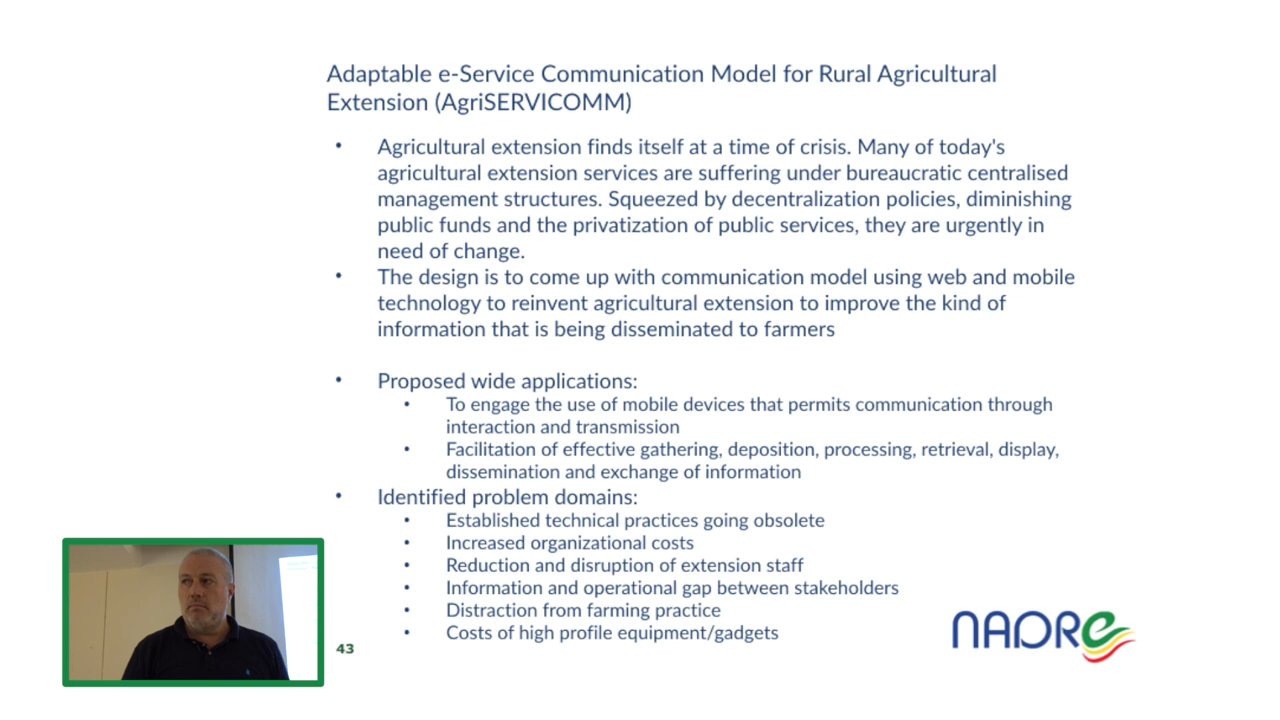 Adaptable e-Service Communication Model for Rural Agricultural
Extension (AgriSERVICOMM)
• Agricultural extension finds itself at a time of crisis. Many of today's
agricultural extension services are suffering under bureaucratic centralised
management structures. Squeezed by decentralization policies, diminishing
public funds and the privatization of public services, they are urgently in
need of change.
• The design is to come up with communication model using web and mobile
technology to reinvent agricultural extension to improve the kind of
information that is being disseminated to farmers
• Proposed wide applications:
• To engage the use of mobile devices that permits communication through
interaction and transmission
• Facilitation of effective gathering, deposition, processing, retrieval, display,
dissemination and exchange of information
• Identified problem domains:
• Established technical practices going obsolete
• Increased organizational costs
• Reduction and disruption of extension staff
• Information and operational gap between stakeholders
• Distraction from farming practice
• Costs of high profile equipment/gadgets
43
NADRe